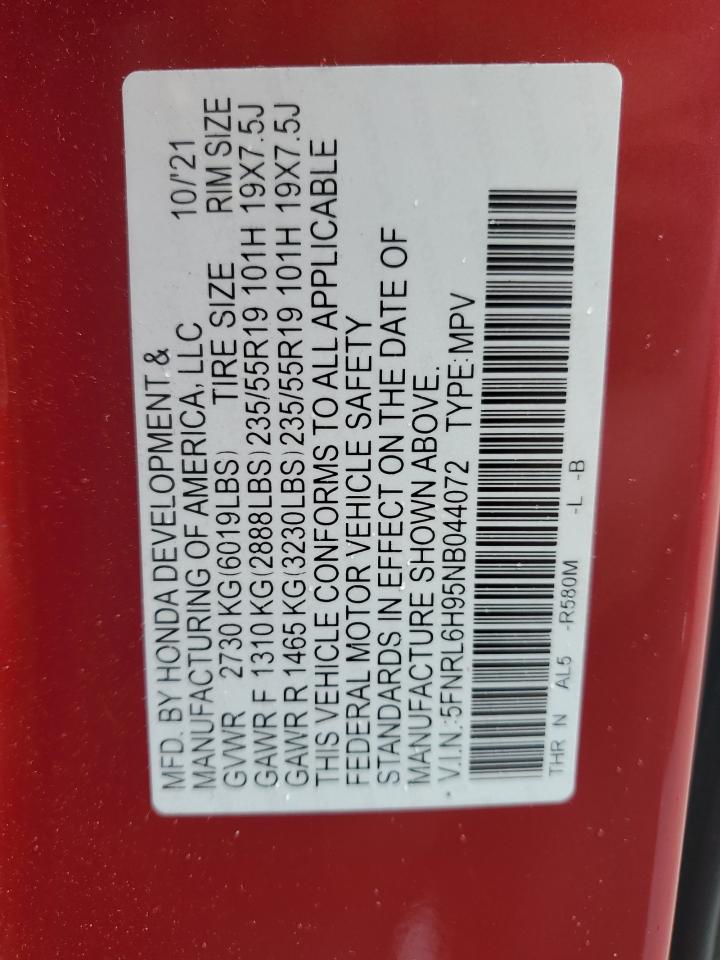 MFD. BY HONDA DEVELOPMENT &
MANUFACTURING OF AMERICA, LLC 10/'21
GVWR 2730 KG(6019LBS) TIRE SIZE RIM SIZE
GAWR F 1310 KG(2888LBS)235/55R19 101H 19X7.5J
GAWR R 1465 KG(3230LBS)235/55R19 101H 19X7.5J
THIS VEHICLE CONFORMS TO ALL APPLICABLE
FEDERAL MOTOR VEHICLE SAFETY
STANDARDS IN EFFECT ON THE DATE OF
MANUFACTURE SHOWN ABOVE.
V.I.N.:5FNRL6H95NB044072 TYPE:MPV
THR N AL5 -R580M -L -B